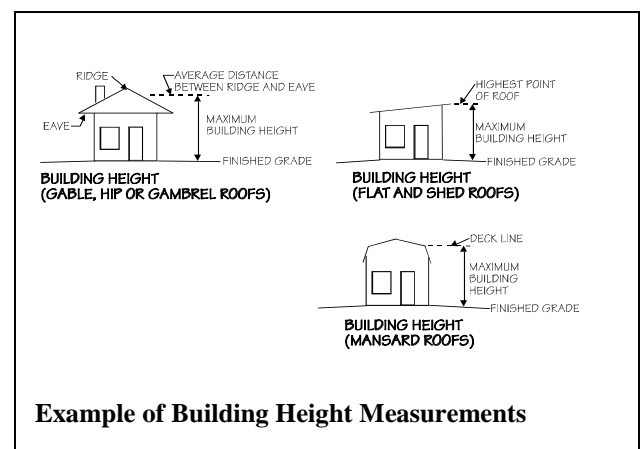 RIDGE
AVERAGE DISTANCE
BETWEEN RIDGE AND EAVE
EAVE
MAXIMUM
BUILDING HEIGHT
FINISHED GRADE
BUILDING HEIGHT
(GABLE, HIP OR GAMBREL ROOFS)
HIGHEST POINT
OF ROOF
MAXIMUM
BUILDING HEIGHT
FINISHED GRADE
BUILDING HEIGHT
(FLAT AND SHED ROOFS)
DECK LINE
MAXIMUM
BUILDING
HEIGHT
FINISHED GRADE
BUILDING HEIGHT
(MANSARD ROOFS)
Example of Building Height Measurements